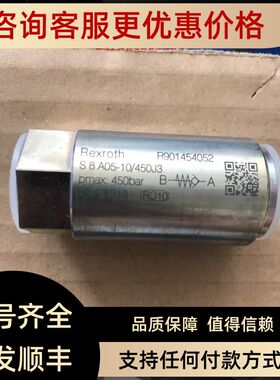 咨询客服更多优惠价格
Rexroth R901454052
S 8 A05-10/450J3
pmax: 450bar B A
号齐全
发顺丰
品质保障 值得信赖
支持任何付款方式